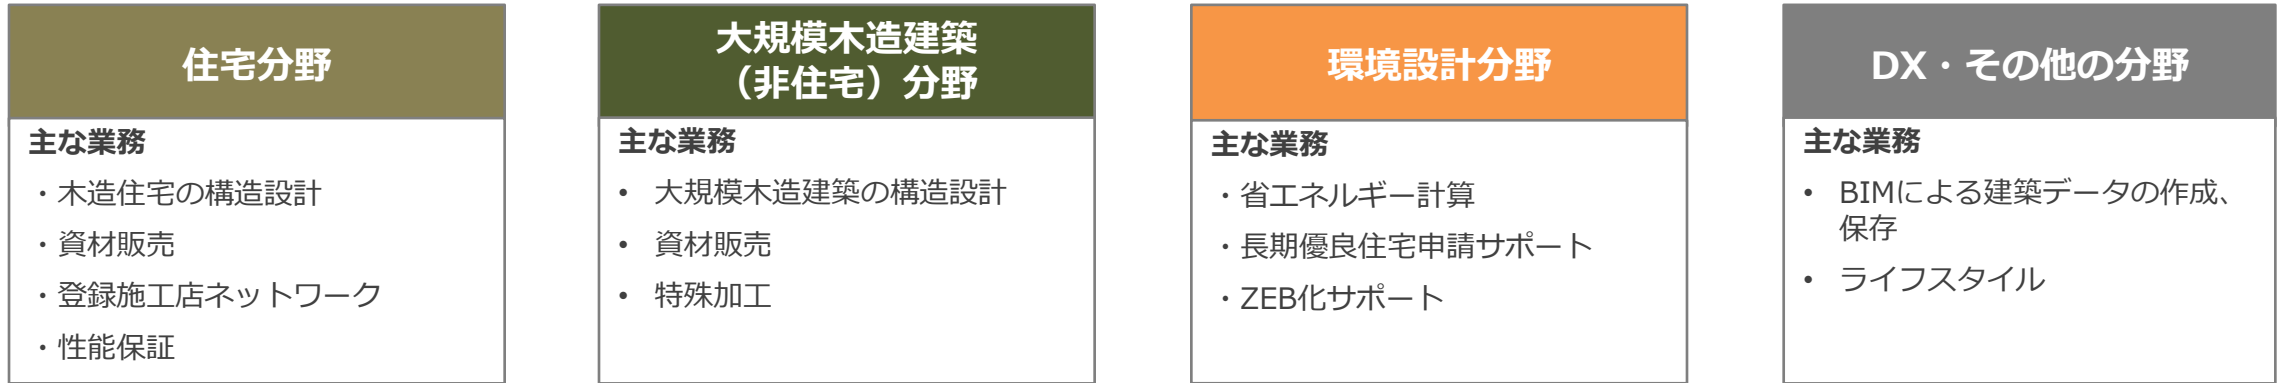 住宅分野
主な業務
・木造住宅の構造設計
・資材販売
・登録施工店ネットワーク
・性能保証
大規模木造建築
（非住宅）分野
主な業務
• 大規模木造建築の構造設計
• 資材販売
• 特殊加工
環境設計分野
主な業務
・省エネルギー計算
・長期優良住宅申請サポート
・ZEB化サポート
DX・その他の分野
主な業務
• BIMによる建築データの作成、
保存
• ライフスタイル